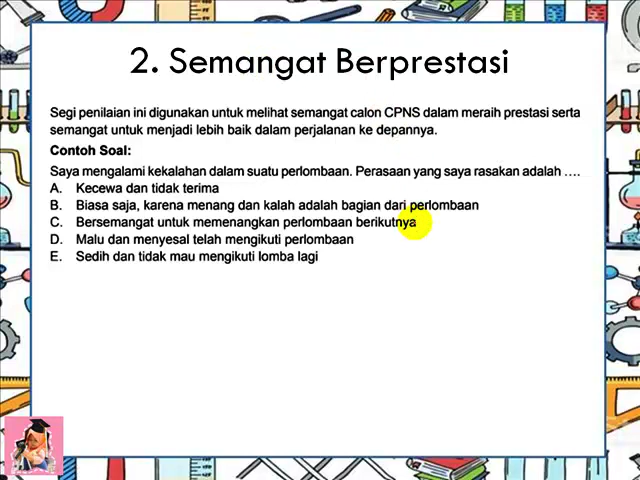 2. Semangat Berprestasi
Segi penilaian ini digunakan untuk melihat semangat calon CPNS dalam meraih prestasi serta
semangat untuk menjadi lebih baik dalam perjalanan ke depannya.
Contoh Soal:
Saya mengalami kekalahan dalam suatu perlombaan. Perasaan yang saya rasakan adalah ....
A. Kecewa dan tidak terima
B. Biasa saja, karena menang dan kalah adalah bagian dari perlombaan
C. Bersemangat untuk memenangkan perlombaan berikutnya
D. Malu dan menyesal telah mengikuti perlombaan
E. Sedih dan tidak mau mengikuti lomba lagi